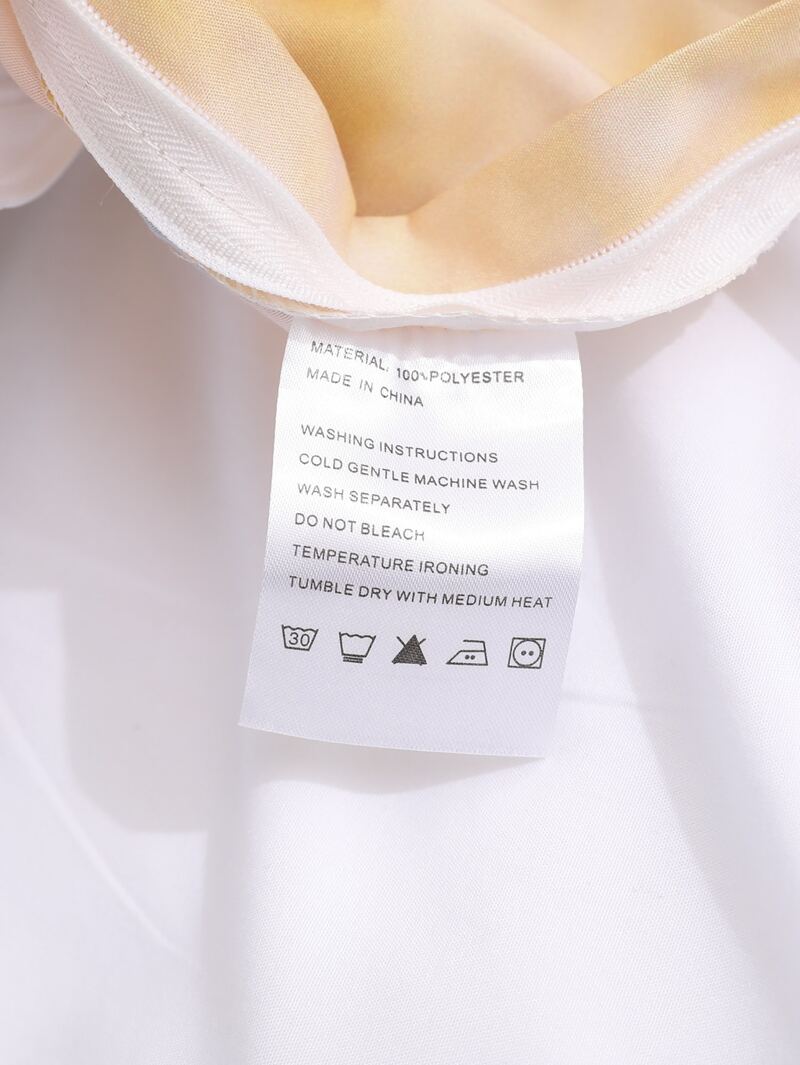 MATERIAL: 100%POLYESTER
MADE IN CHINA
WASHING INSTRUCTIONS
COLD GENTLE MACHINE WASH
WASH SEPARATELY
DO NOT BLEACH
TEMPERATURE IRONING
TUMBLE DRY WITH MEDIUM HEAT
30